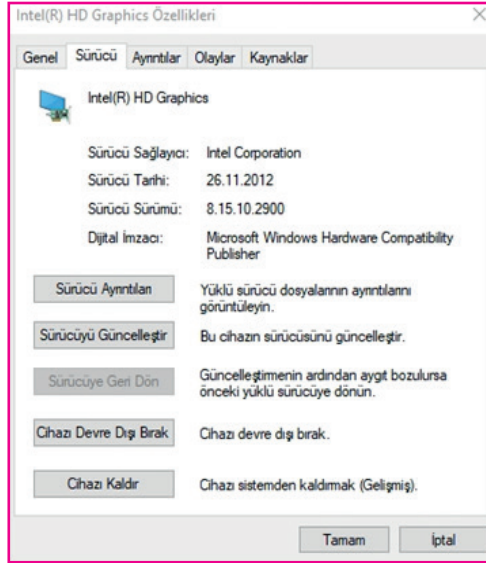 Intel(R) HD Graphics Özellikleri
Genel Sürücü Ayrıntılar Olaylar Kaynaklar
Intel(R) HD Graphics
Sürücü Sağlayıcı: Intel Corporation
Sürücü Tarihi: 26.11.2012
Sürücü Sürümü: 8.15.10.2900
Dijital İmzacı: Microsoft Windows Hardware Compatibility
Publisher
Sürücü Ayrıntıları Yüklü sürücü dosyalarının ayrıntılarını
görüntüleyin.
Sürücüyü Güncelleştir Bu cihazın sürücüsünü güncelleştir.
Sürücüye Geri Dön Güncelleştirmenin ardından aygıt bozulursa
önceki yüklü sürücüye dönün.
Cihazı Devre Dışı Bırak Cihazı devre dışı bırak.
Cihazı Kaldır Cihazı sistemden kaldırmak (Gelişmiş).
Tamam İptal